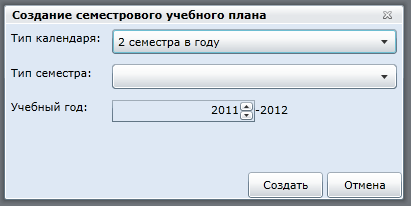 Создание семестрового учебного плана
Тип календаря: 2 семестра в году
Тип семестра:
Учебный год: 2011-2012
Создать Отмена